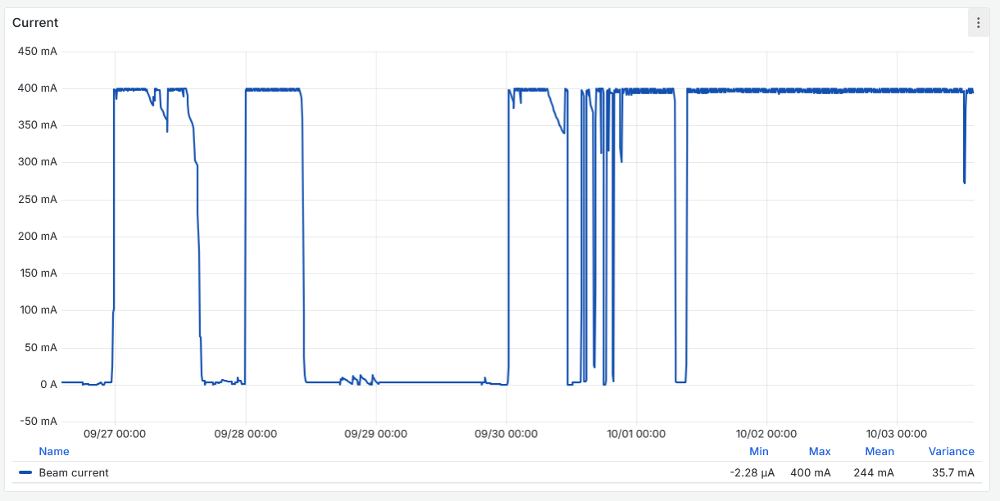 Current
450 mA
400 mA
350 mA
300 mA
250 mA
200 mA
150 mA
100 mA
50 mA
0 A
-50 mA
09/27 00:00 09/28 00:00 09/29 00:00 09/30 00:00 10/01 00:00 10/02 00:00 10/03 00:00
Name Min Max Mean Variance
Beam current -2.28 µA 400 mA 244 mA 35.7 mA